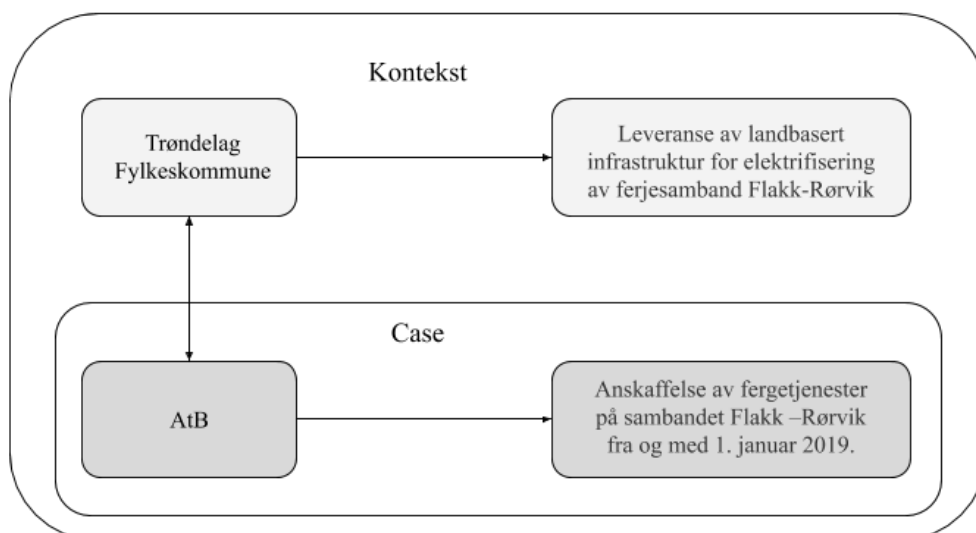 Kontekst
Trøndelag
Fylkeskommune
Leveranse av landbasert
infrastruktur for elektrifisering
av ferjesamband Flakk-Rørvik
Case
AtB
Anskaffelse av fergetjenester
på sambandet Flakk –Rørvik
fra og med 1. januar 2019.